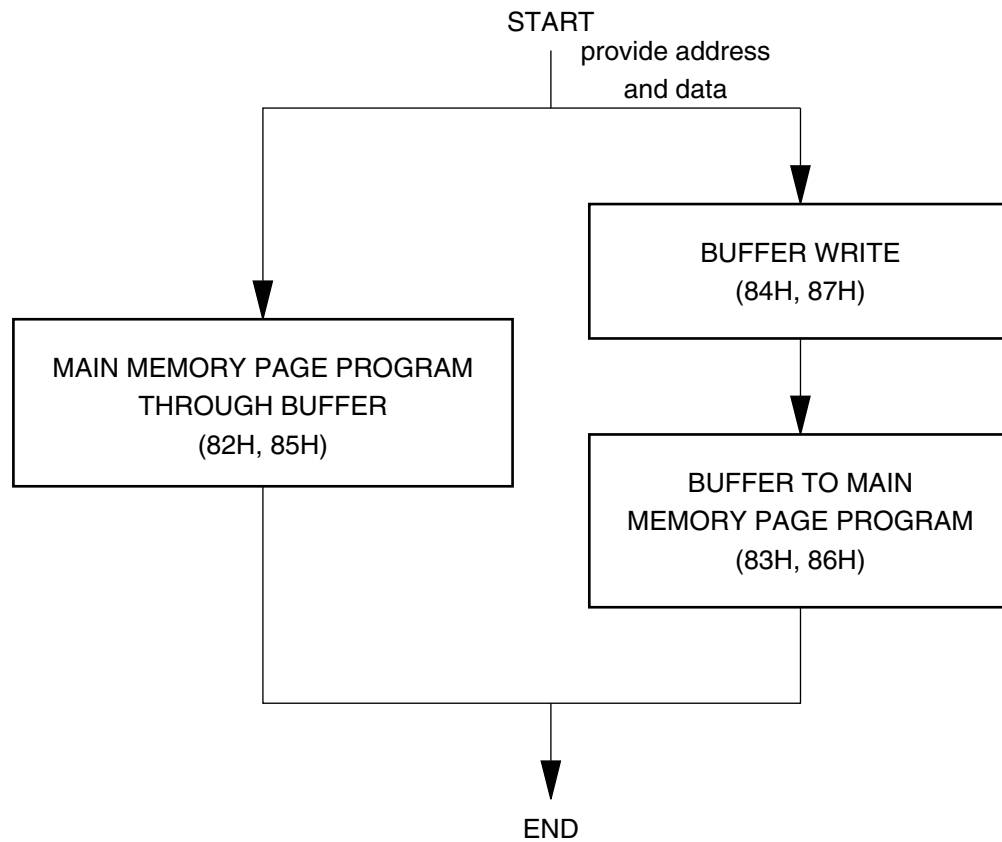 START
provide address
and data
BUFFER WRITE
(84H, 87H)
MAIN MEMORY PAGE PROGRAM
THROUGH BUFFER
(82H, 85H)
BUFFER TO MAIN
MEMORY PAGE PROGRAM
(83H, 86H)
END